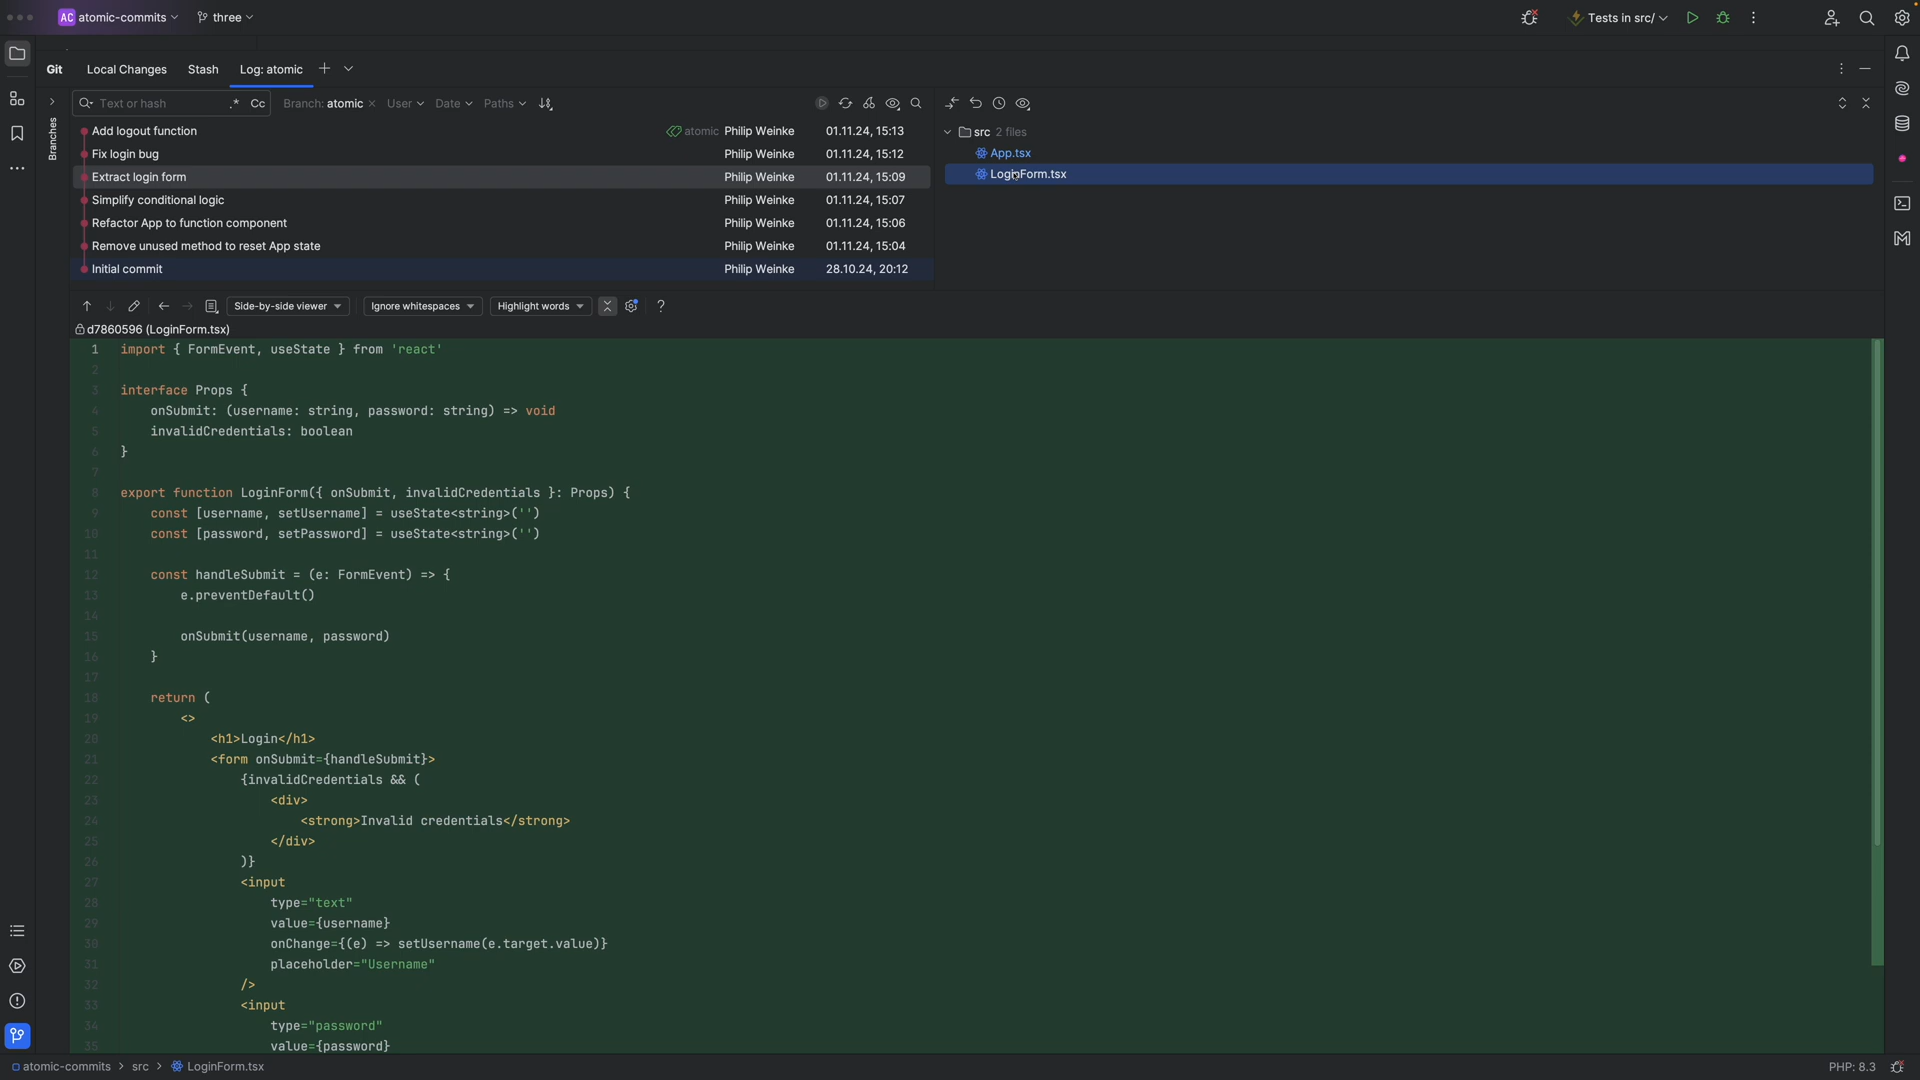 AC atomic-commits three Tests in src/
Git Local Changes Stash Log: atomic
Text or hash .* Cc Branch: atomic User Date Paths
Branches
Add logout function atomic Philip Weinke 01.11.24, 15:13
Fix login bug Philip Weinke 01.11.24, 15:12
Extract login form Philip Weinke 01.11.24, 15:09
Simplify conditional logic Philip Weinke 01.11.24, 15:07
Refactor App to function component Philip Weinke 01.11.24, 15:06
Remove unused method to reset App state Philip Weinke 01.11.24, 15:04
Initial commit Philip Weinke 28.10.24, 20:12
src 2 files
App.tsx
LoginForm.tsx
Side-by-side viewer Ignore whitespaces Highlight words ?
d7860596 (LoginForm.tsx)
1 import { FormEvent, useState } from 'react'
2
3 interface Props {
4 onSubmit: (username: string, password: string) => void
5 invalidCredentials: boolean
6 }
7
8 export function LoginForm({ onSubmit, invalidCredentials }: Props) {
9 const [username, setUsername] = useState<string>('')
10 const [password, setPassword] = useState<string>('')
11
12 const handleSubmit = (e: FormEvent) => {
13 e.preventDefault()
14
15 onSubmit(username, password)
16 }
17
18 return (
19 <>
20 <h1>Login</h1>
21 <form onSubmit={handleSubmit}>
22 {invalidCredentials && (
23 <div>
24 <strong>Invalid credentials</strong>
25 </div>
26 )}
27 <input
28 type="text"
29 value={username}
30 onChange={(e) => setUsername(e.target.value)}
31 placeholder="Username"
32 />
33 <input
34 type="password"
35 value={password}
atomic-commits > src > LoginForm.tsx PHP: 8.3